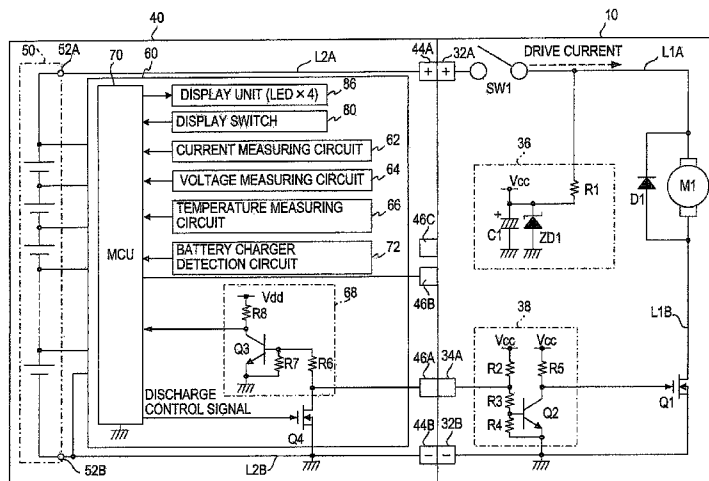 40
10
50
52A
70
60
44A
32A
DRIVE CURRENT
L1A
L2A
+
+
SW1
DISPLAY UNIT (LED × 4)
86
DISPLAY SWITCH
80
CURRENT MEASURING CIRCUIT
62
VOLTAGE MEASURING CIRCUIT
64
TEMPERATURE MEASURING
CIRCUIT
66
BATTERY CHARGER
DETECTION CIRCUIT
72
MCU
36
Vcc
R1
+
C1
ZD1
D1
M1
46C
46B
68
Vdd
R8
Q3
R7
R6
46A
34A
38
Vcc
Vcc
R2
R5
R3
Q2
R4
L1B
Q1
DISCHARGE
CONTROL SIGNAL
Q4
44B
32B
−
−
52B
L2B